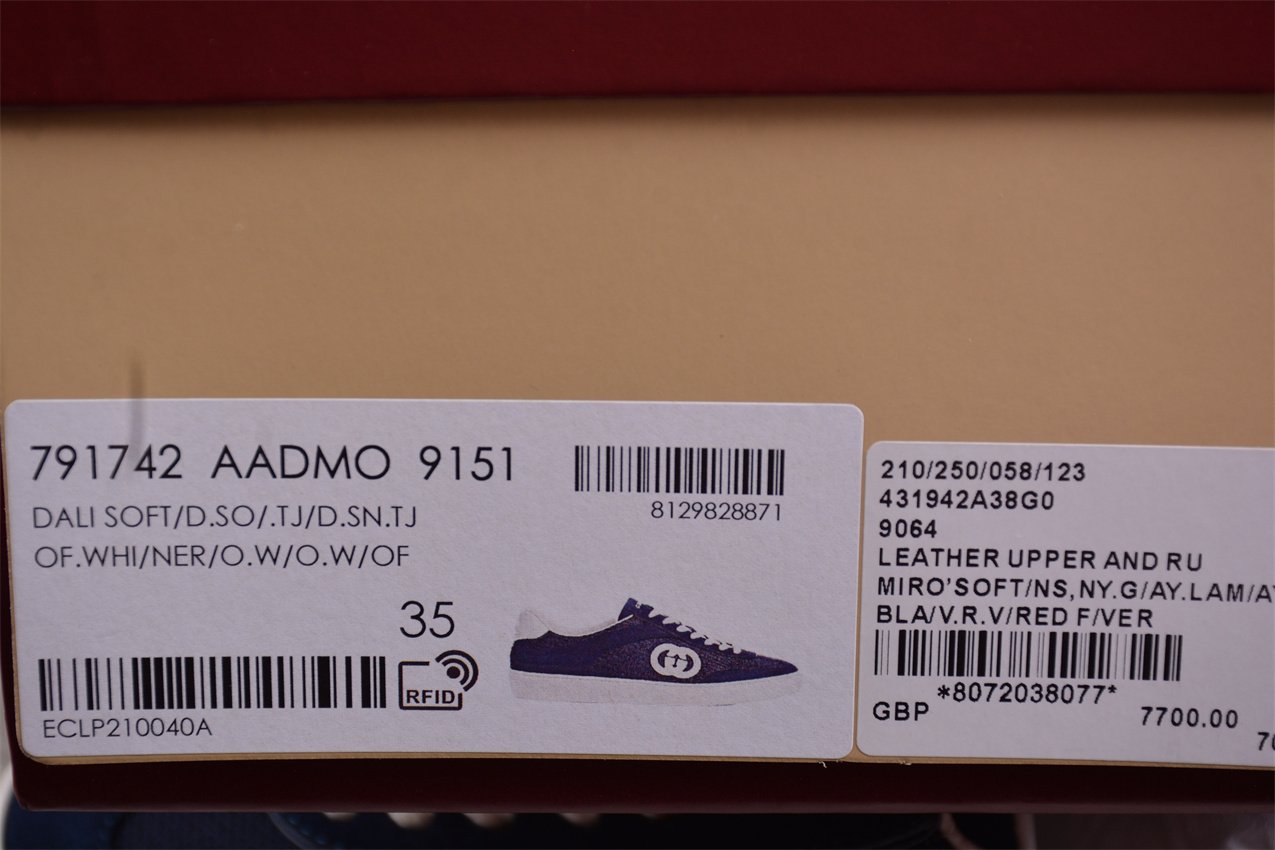 791742 AADMO 9151
8129828871
DALI SOFT/D.SO/.TJ/D.SN.TJ
OF.WHI/NER/O.W/O.W/OF
35
RFID
ECLP210040A
210/250/058/123
431942A38G0
9064
LEATHER UPPER AND RU
MIRO'SOFT/NS,NY.G/AY.LAM/A
BLA/V.R.V/RED F/VER
*8072038077*
GBP 7700.00